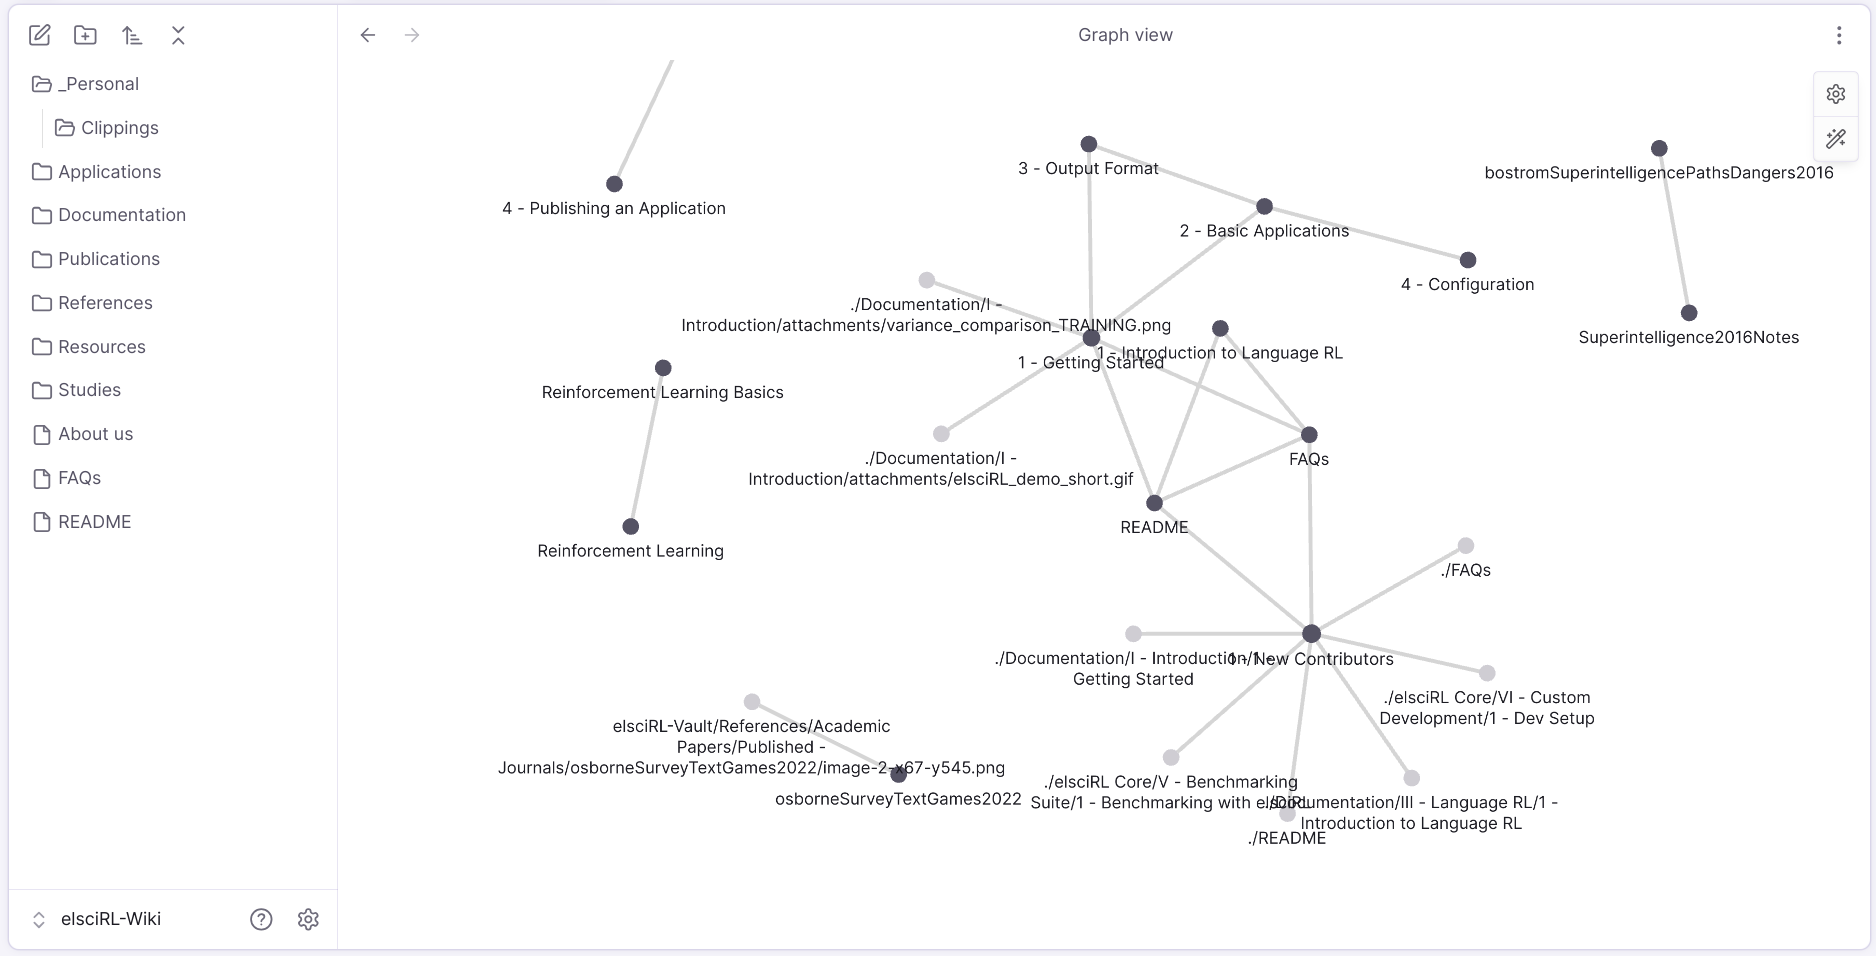 Graph view
_Personal
Clippings
Applications
Documentation
Publications
References
Resources
Studies
About us
FAQs
README
elsciRL-Wiki
3 - Output Format
bostromSuperintelligencePathsDangers2016
4 - Publishing an Application
2 - Basic Applications
4 - Configuration
./Documentation/I -
Introduction/attachments/variance_comparison_TRAINING.png
Superintelligence2016Notes
1 - Introduction to Language RL
1 - Getting Started
Reinforcement Learning Basics
./Documentation/I -
Introduction/attachments/elsciRL_demo_short.gif
FAQs
README
Reinforcement Learning
./FAQs
./Documentation/I - Introduction/1 -
Getting Started
1 - New Contributors
./elsciRL Core/VI - Custom
Development/1 - Dev Setup
elsciRL-Vault/References/Academic
Papers/Published -
Journals/osborneSurveyTextGames2022/image-2-x67-y545.png
osborneSurveyTextGames2022
./elsciRL Core/V - Benchmarking
Suite/1 - Benchmarking with elsciRL
./Documentation/III - Language RL/1 -
Introduction to Language RL
./README